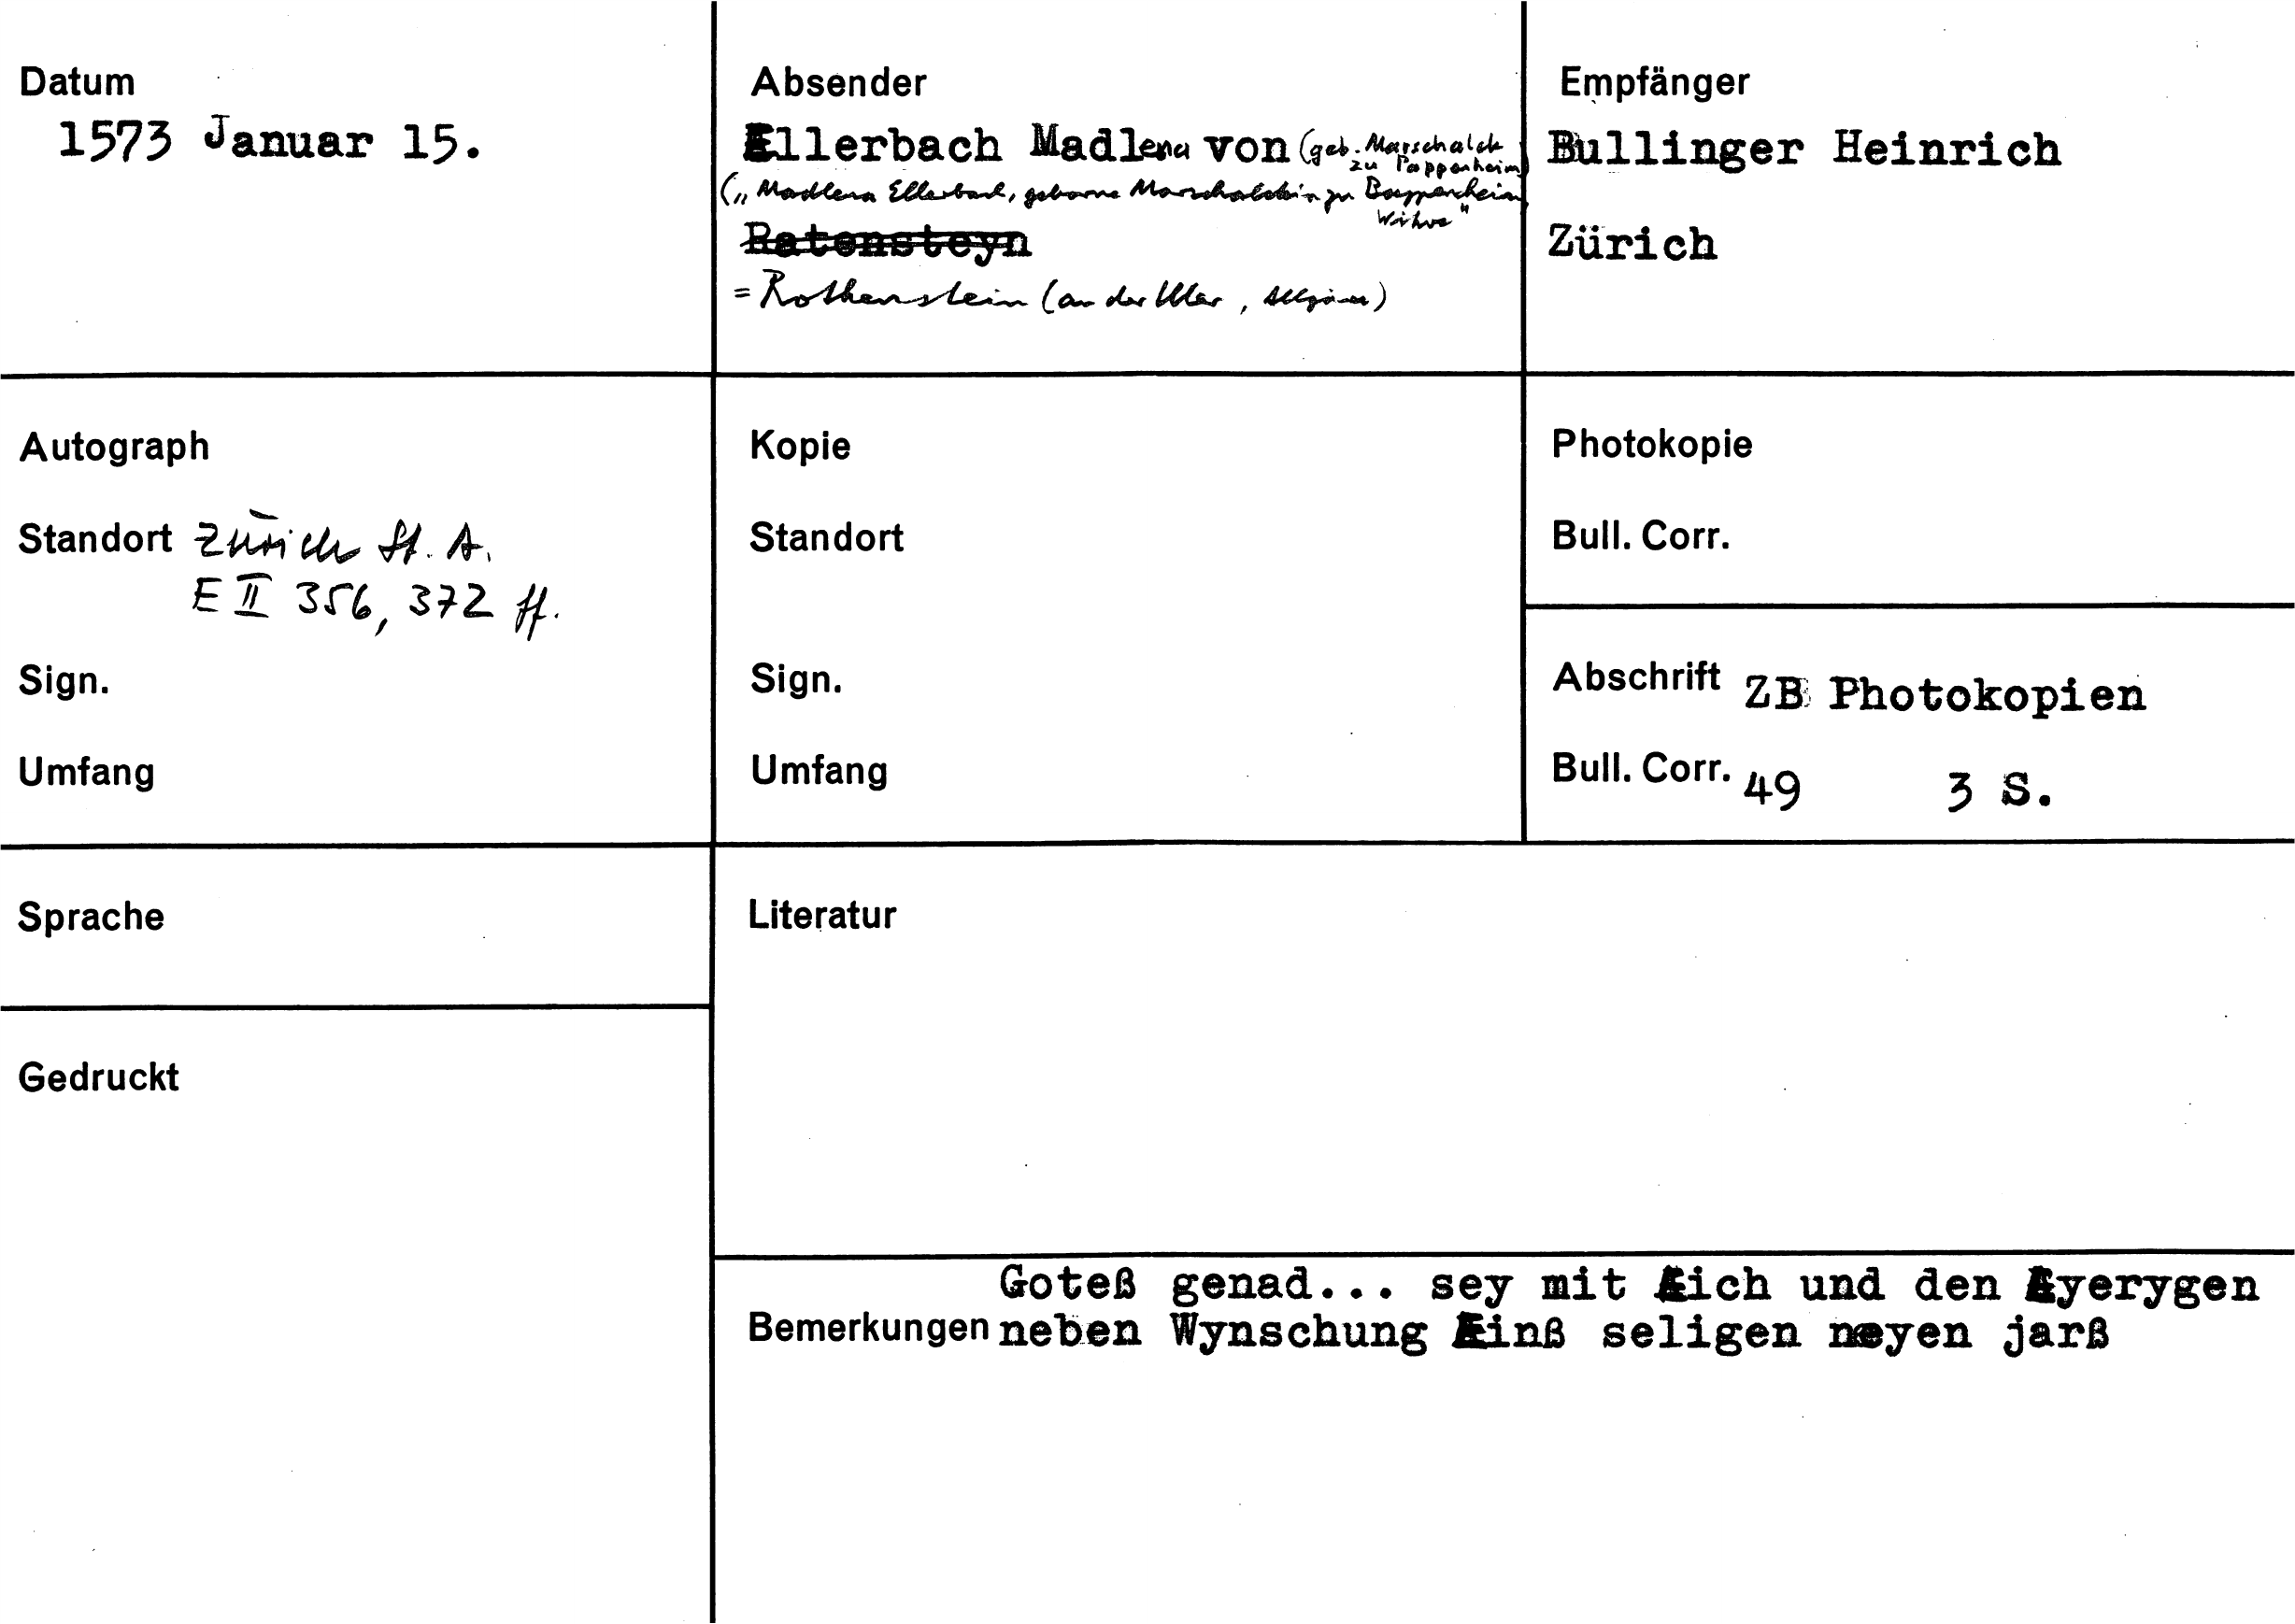 Datum
1573 Januar 15.
Absender
Ellerbach Madlena von (geb. Marschalck
zu Pappenheim)
(„Madlena Ellerbach, geborne Marschalckin zu Bappenheim
Witwe"
Ratensteyn
= Rothenstein (an der Iller, Allgäu)
Empfänger
Bullinger Heinrich
Zürich
Autograph
Standort Zürich St. A.
E II 356, 372 ff.
Sign.
Umfang
Kopie
Standort
Sign.
Umfang
Photokopie
Bull. Corr.
Abschrift ZB Photokopien
Bull. Corr. 49 3 S.
Sprache
Gedruckt
Literatur
Goteß genad... sey mit Eich und den Eyerygen
Bemerkungen neben Wynschung Einß seligen neyen jarß